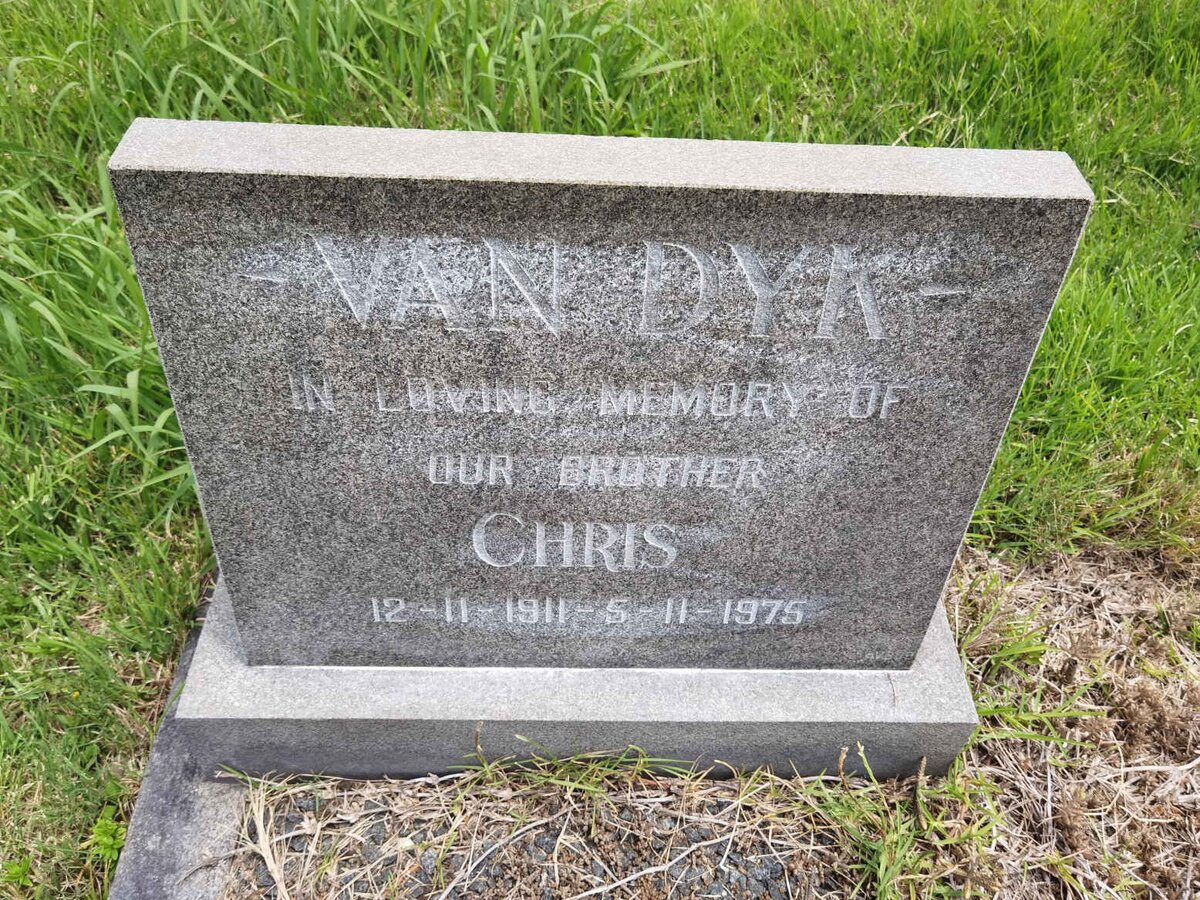 - VAN DYK -
IN LOVING MEMORY OF
OUR BROTHER
CHRIS
12-11-1911-5-11-1975